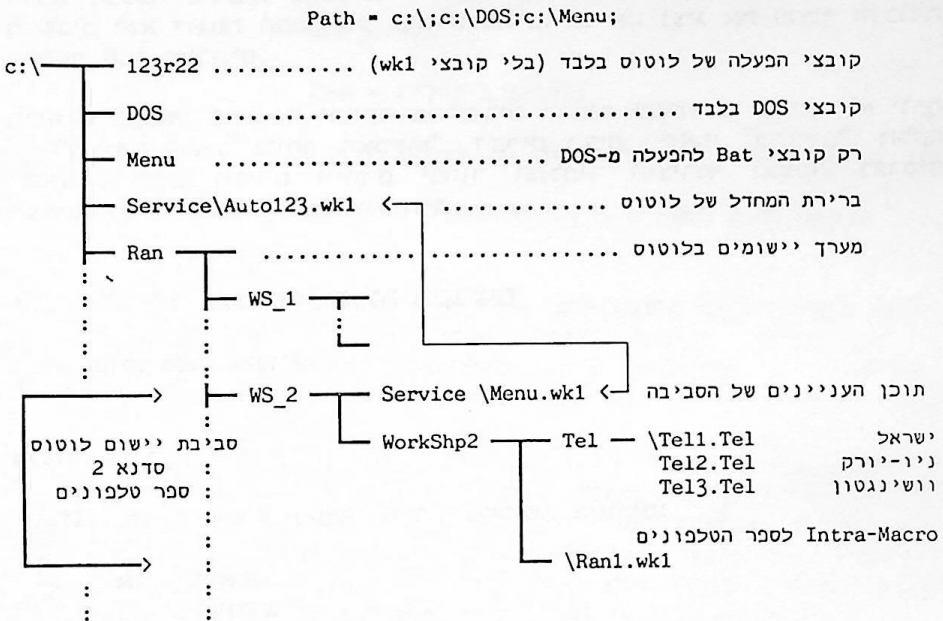 Path = c:\;c:\DOS;c:\Menu;
c:\ 123r22 ............. קובצי הפעלה של לוטוס בלבד (בלי קובצי wk1)
DOS ............................ קובצי DOS בלבד
Menu ........................ רק קובצי Bat להפעלה מ-DOS
Service\Auto123.wk1 ................ ברירת המחדל של לוטוס
Ran ........................ מערך יישומים בלוטוס
WS_1
WS_2 Service \Menu.wk1 תוכן העניינים של הסביבה
WorkShp2 Tel \Tel1.Tel ישראל
Tel2.Tel ניו-יורק
Tel3.Tel וושינגטון
סביבת יישום לוטוס
סדנא 2
ספר טלפונים
Intra-Macro לספר הטלפונים
\Ran1.wk1